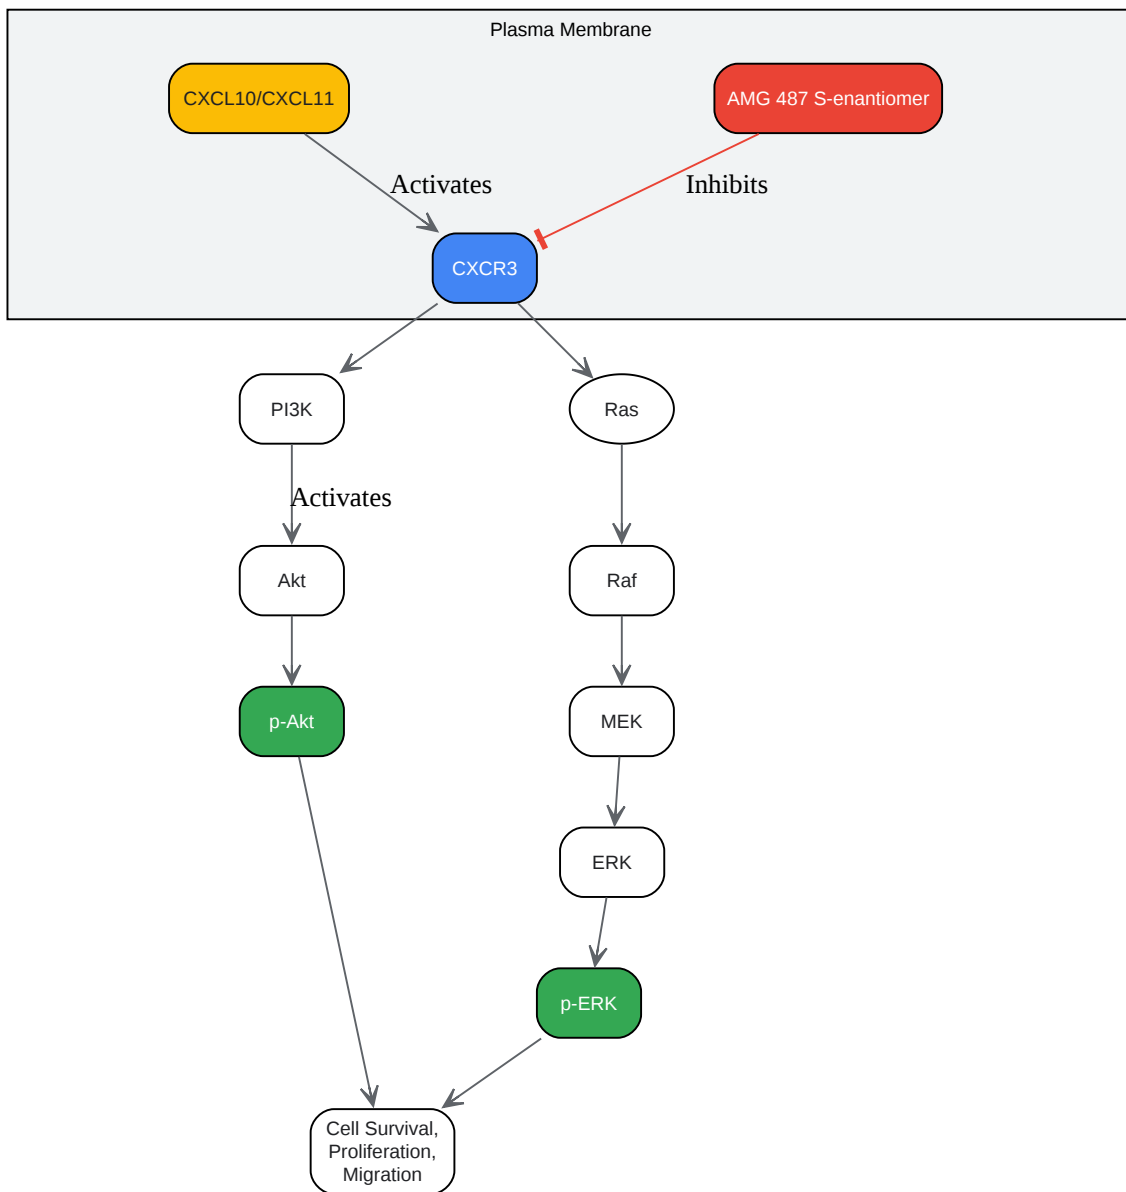 Plasma Membrane
CXCL10/CXCL11
AMG 487 S-enantiomer
Activates
Inhibits
CXCR3
PI3K
Ras
Activates
Akt
Raf
p-Akt
MEK
ERK
p-ERK
Cell Survival,
Proliferation,
Migration